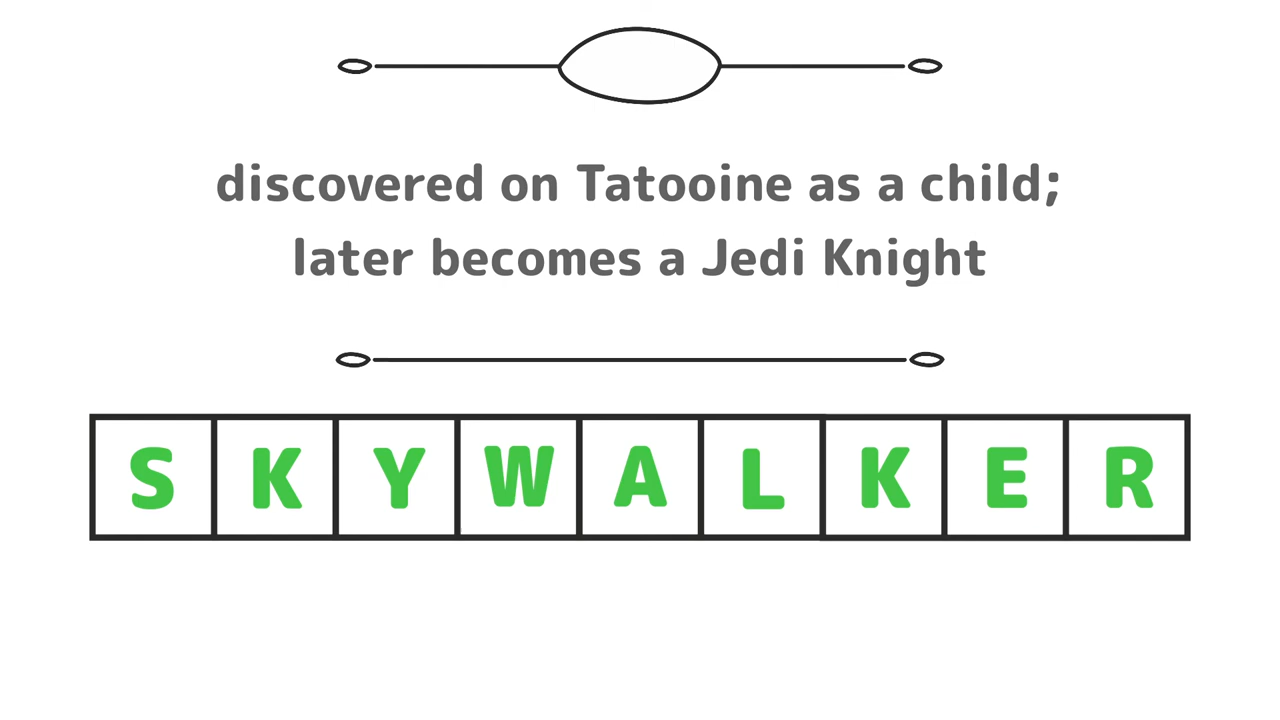 discovered on Tatooine as a child;
later becomes a Jedi Knight
SKYWALKER